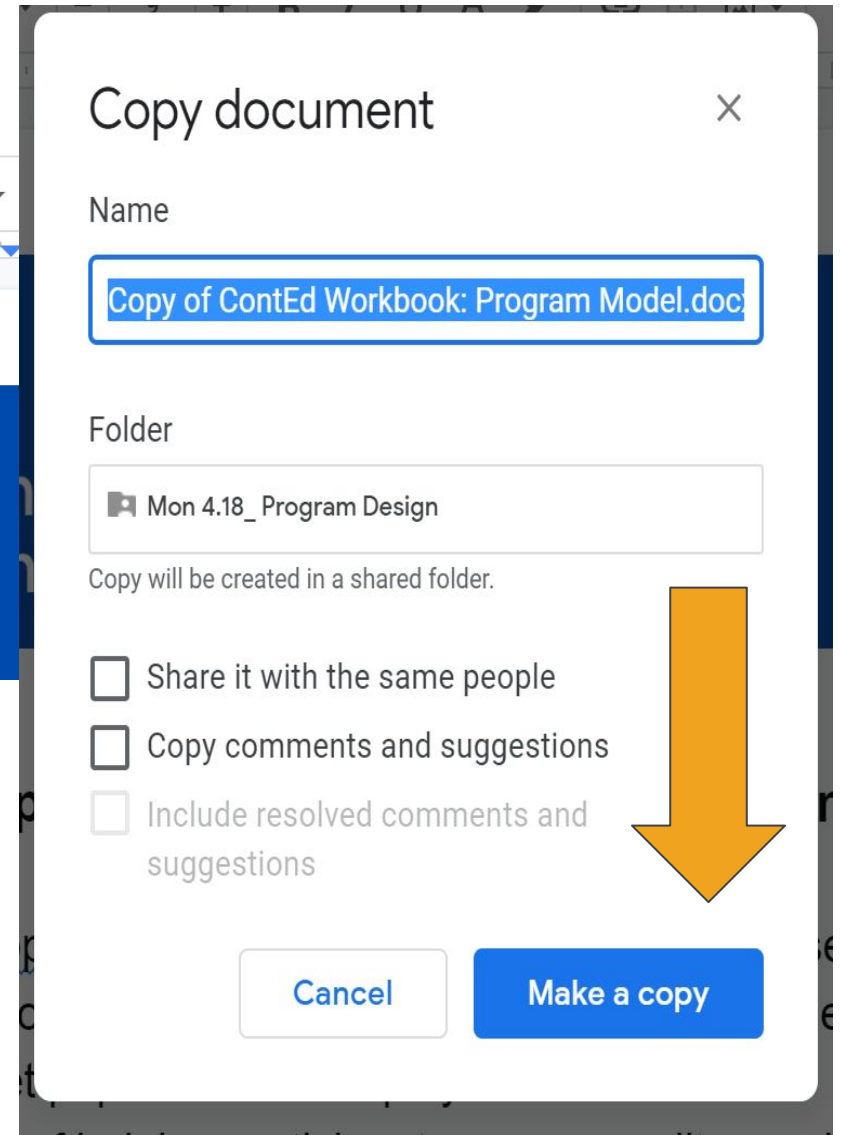 Copy document
Name
Copy of ContEd Workbook: Program Model.doc
Folder
Mon 4.18_ Program Design
Copy will be created in a shared folder.
Share it with the same people
Copy comments and suggestions
Include resolved comments and
suggestions
Cancel
Make a copy